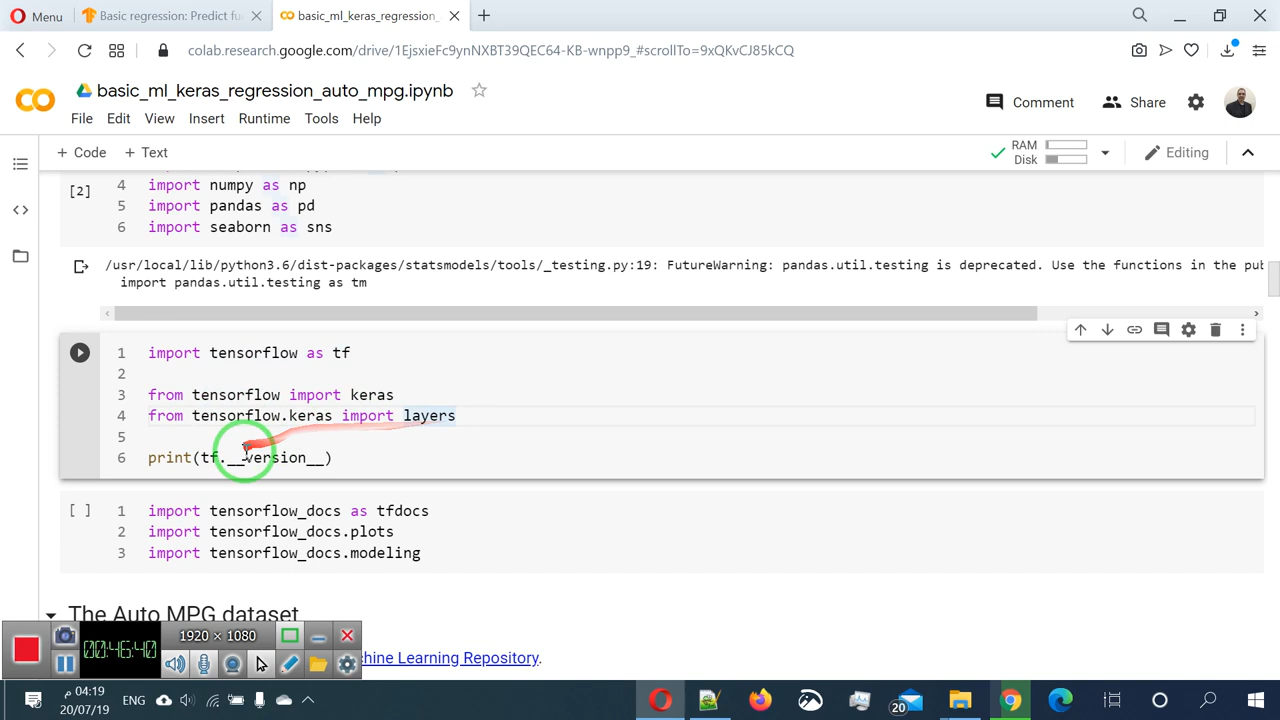 Menu
Basic regression: Predict fu
basic_ml_keras_regression_
colab.research.google.com/drive/1EjsxieFc9ynNXBT39QEC64-KB-wnpp9_#scrollTo=9xQKvCJ85kCQ
basic_ml_keras_regression_auto_mpg.ipynb
Comment
Share
File Edit View Insert Runtime Tools Help
+ Code + Text
RAM
Disk
Editing
[2]
4 import numpy as np
5 import pandas as pd
6 import seaborn as sns
/usr/local/lib/python3.6/dist-packages/statsmodels/tools/_testing.py:19: FutureWarning: pandas.util.testing is deprecated. Use the functions in the pu
import pandas.util.testing as tm
1 import tensorflow as tf
2
3 from tensorflow import keras
4 from tensorflow.keras import layers
5
6 print(tf.__version__)
[ ]
1 import tensorflow_docs as tfdocs
2 import tensorflow_docs.plots
3 import tensorflow_docs.modeling
The Auto MPG dataset
1920 × 1080
00:46:40
chine Learning Repository.
04:19 م
20/07/19
ENG
20